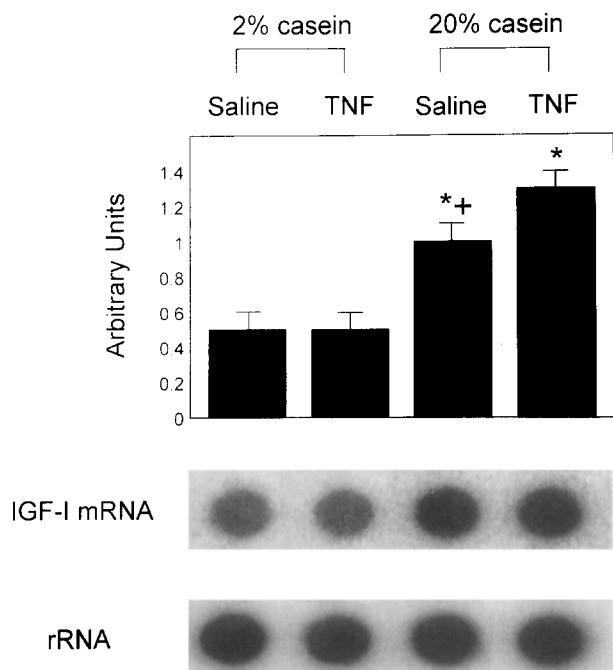 2% casein 20% casein
Saline TNF Saline TNF
Arbitrary Units
1.4
1.2
1
0.8
0 6
0.4
0.2
0
*+
*
IGF-I mRNA
rRNA